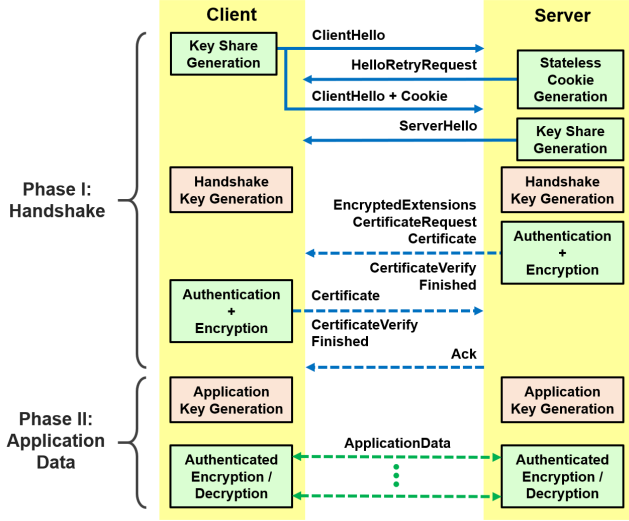 Client
Server
Key Share
Generation
ClientHello
HelloRetryRequest
Stateless
Cookie
Generation
ClientHello + Cookie
ServerHello
Key Share
Generation
Phase I:
Handshake
Handshake
Key Generation
Handshake
Key Generation
EncryptedExtensions
CertificateRequest
Certificate
Authentication
+
Encryption
CertificateVerify
Finished
Authentication
+
Encryption
Certificate
CertificateVerify
Finished
Ack
Phase II:
Application
Data
Application
Key Generation
Application
Key Generation
ApplicationData
Authenticated
Encryption /
Decryption
Authenticated
Encryption /
Decryption